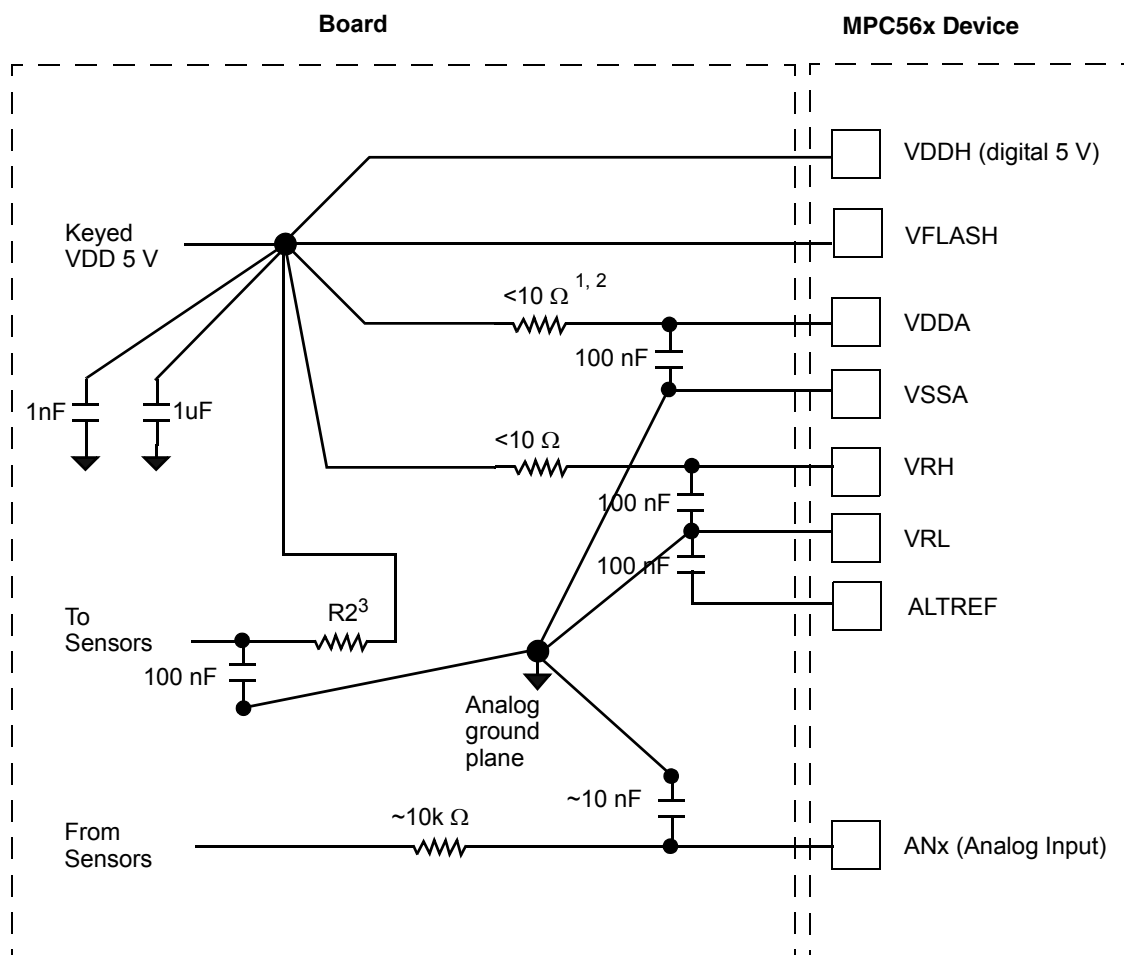 Board
MPC56x Device
VDDH (digital 5 V)
Keyed
VDD 5 V
VFLASH
<10 Ω 1, 2
VDDA
100 nF
VSSA
1nF
1uF
<10 Ω
VRH
100 nF
VRL
100 nF
ALTREF
To
Sensors
R2³
100 nF
Analog
ground
plane
~10 nF
~10k Ω
From
Sensors
ANx (Analog Input)